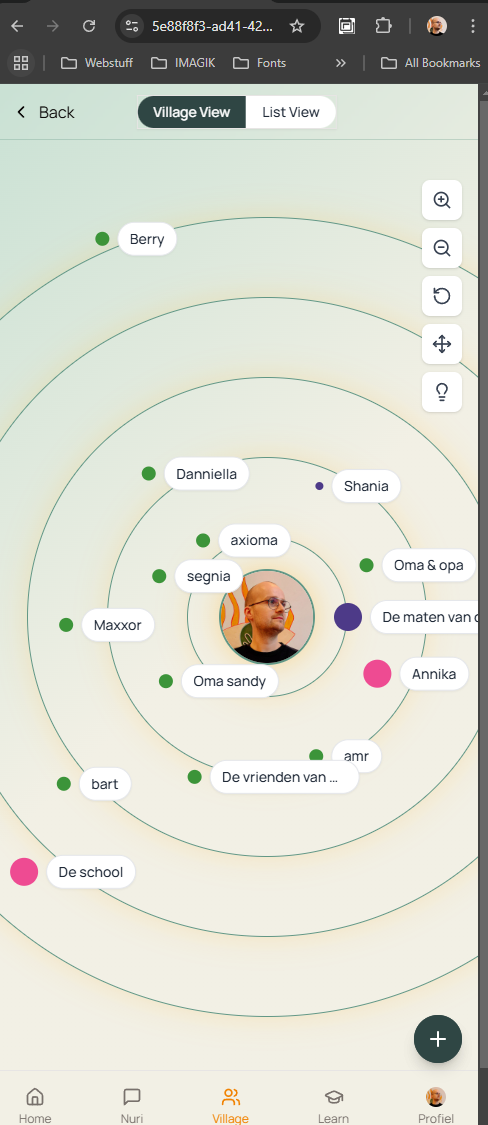 5e88f8f3-ad41-42...
Webstuff
IMAGIK
Fonts
»
All Bookmarks
Back
Village View
List View
Berry
Danniella
Shania
axioma
Oma & opa
segnia
De maten van
Maxxor
Annika
Oma sandy
amr
De vrienden van ...
bart
De school
Home
Nuri
Village
Learn
Profiel